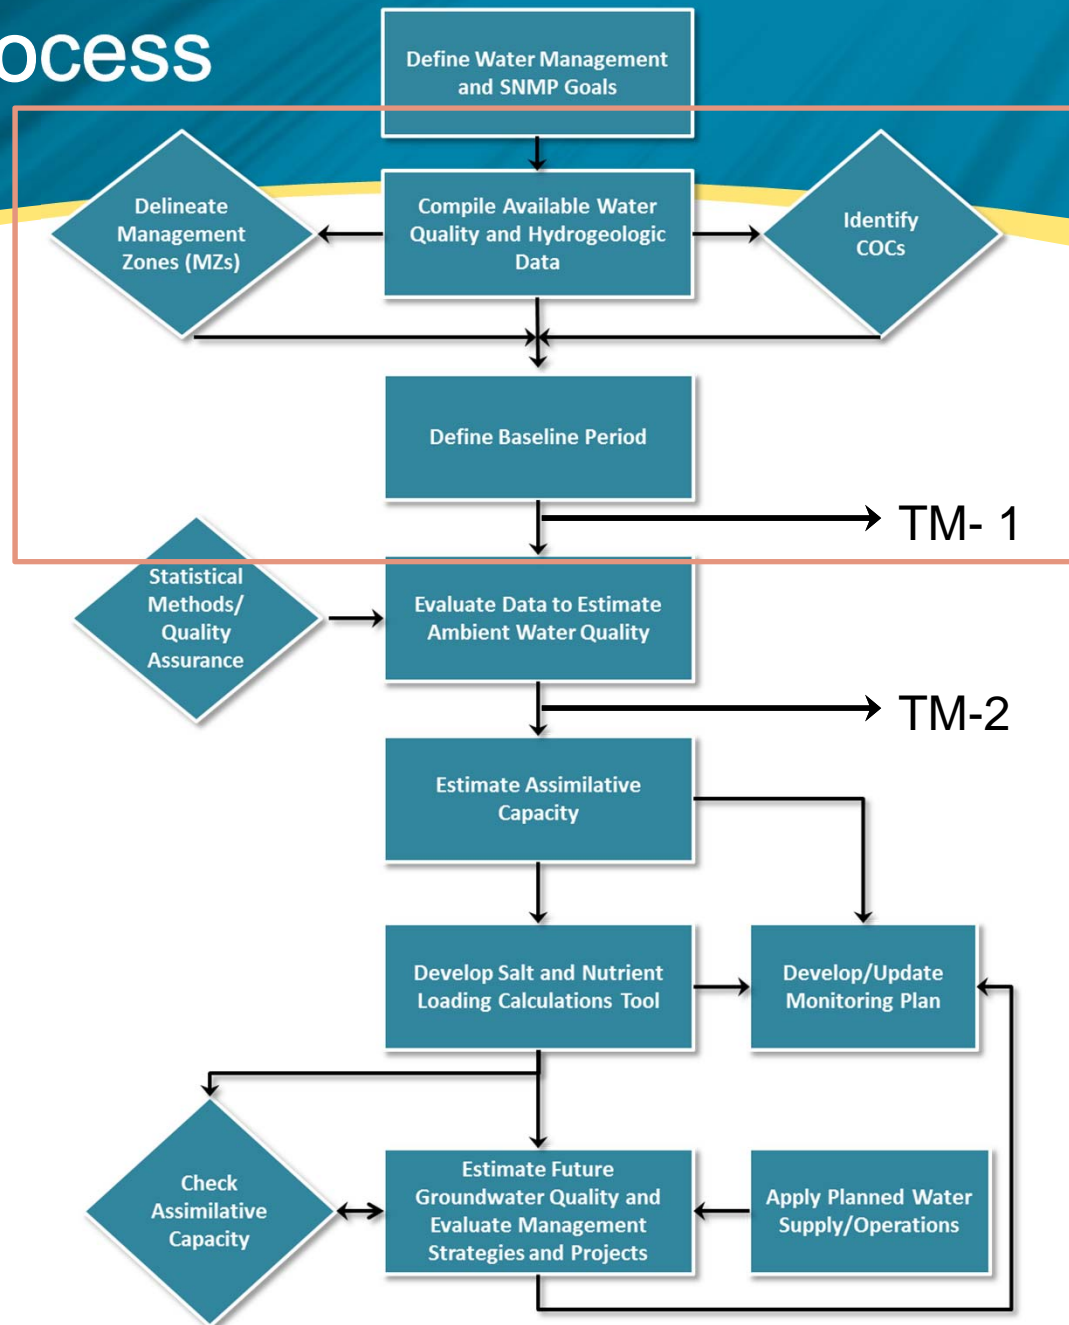 ocess
Define Water Management
and SNMP Goals
Delineate
Management
Zones (MZs)
Compile Available Water
Quality and Hydrogeologic
Data
Identify
COCs
Define Baseline Period
TM- 1
Statistical
Methods/
Quality
Assurance
Evaluate Data to Estimate
Ambient Water Quality
TM-2
Estimate Assimilative
Capacity
Develop Salt and Nutrient
Loading Calculations Tool
Develop/Update
Monitoring Plan
Check
Assimilative
Capacity
Estimate Future
Groundwater Quality and
Evaluate Management
Strategies and Projects
Apply Planned Water
Supply/Operations